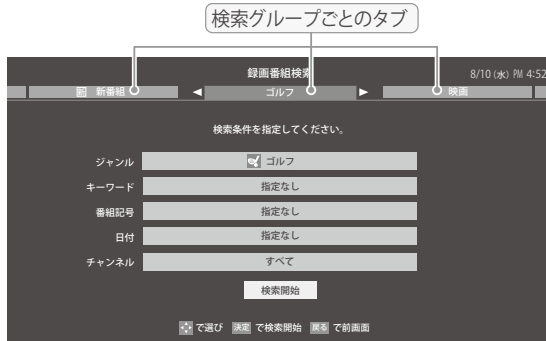 検索グループごとのタブ
録画番組検索
8/10 (水) PM 4:52
新 新番組 ◀ ゴルフ ▶ 映画
検索条件を指定してください。
ジャンル ゴルフ
キーワード 指定なし
番組記号 指定なし
日付 指定なし
チャンネル すべて
検索開始
で選び 決定 で検索開始 戻る で前画面